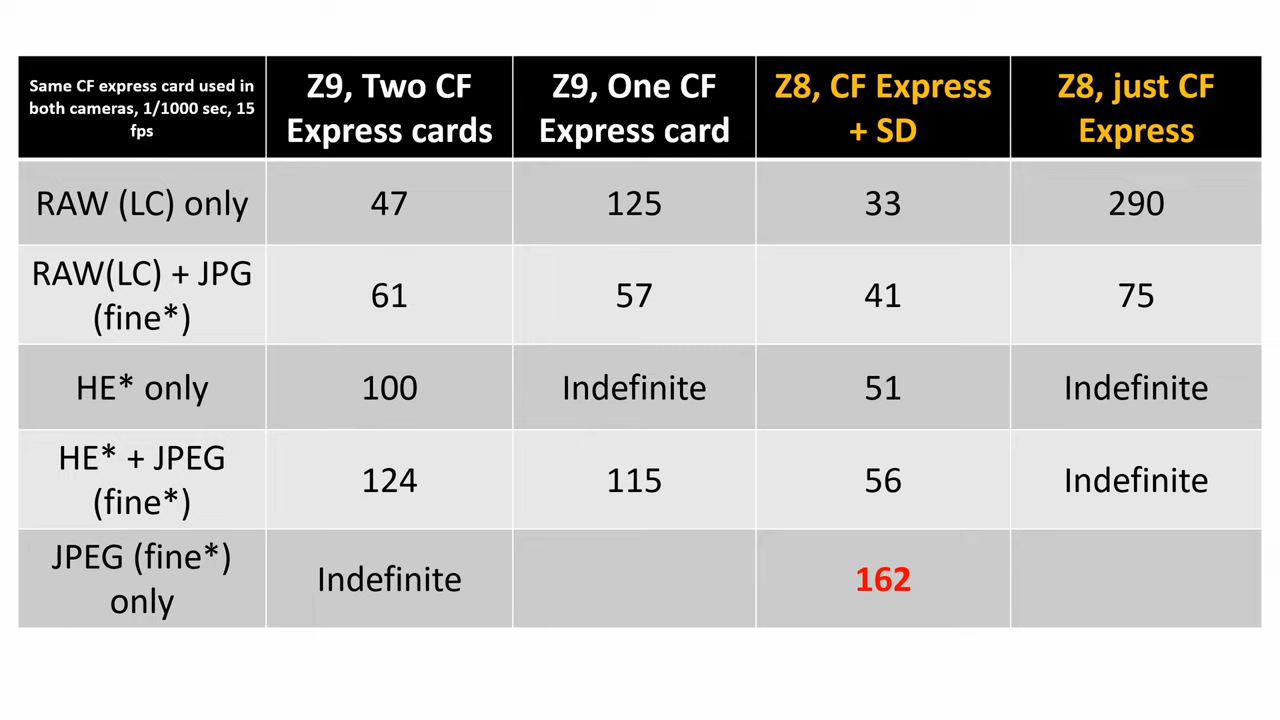 Same CF express card used in
both cameras, 1/1000 sec, 15
fps
Z9, Two CF
Express cards
Z9, One CF
Express card
Z8, CF Express
+ SD
Z8, just CF
Express
RAW (LC) only
47
125
33
290
RAW(LC) + JPG
(fine*)
61
57
41
75
HE* only
100
Indefinite
51
Indefinite
HE* + JPEG
(fine*)
124
115
56
Indefinite
JPEG (fine*)
only
Indefinite
162